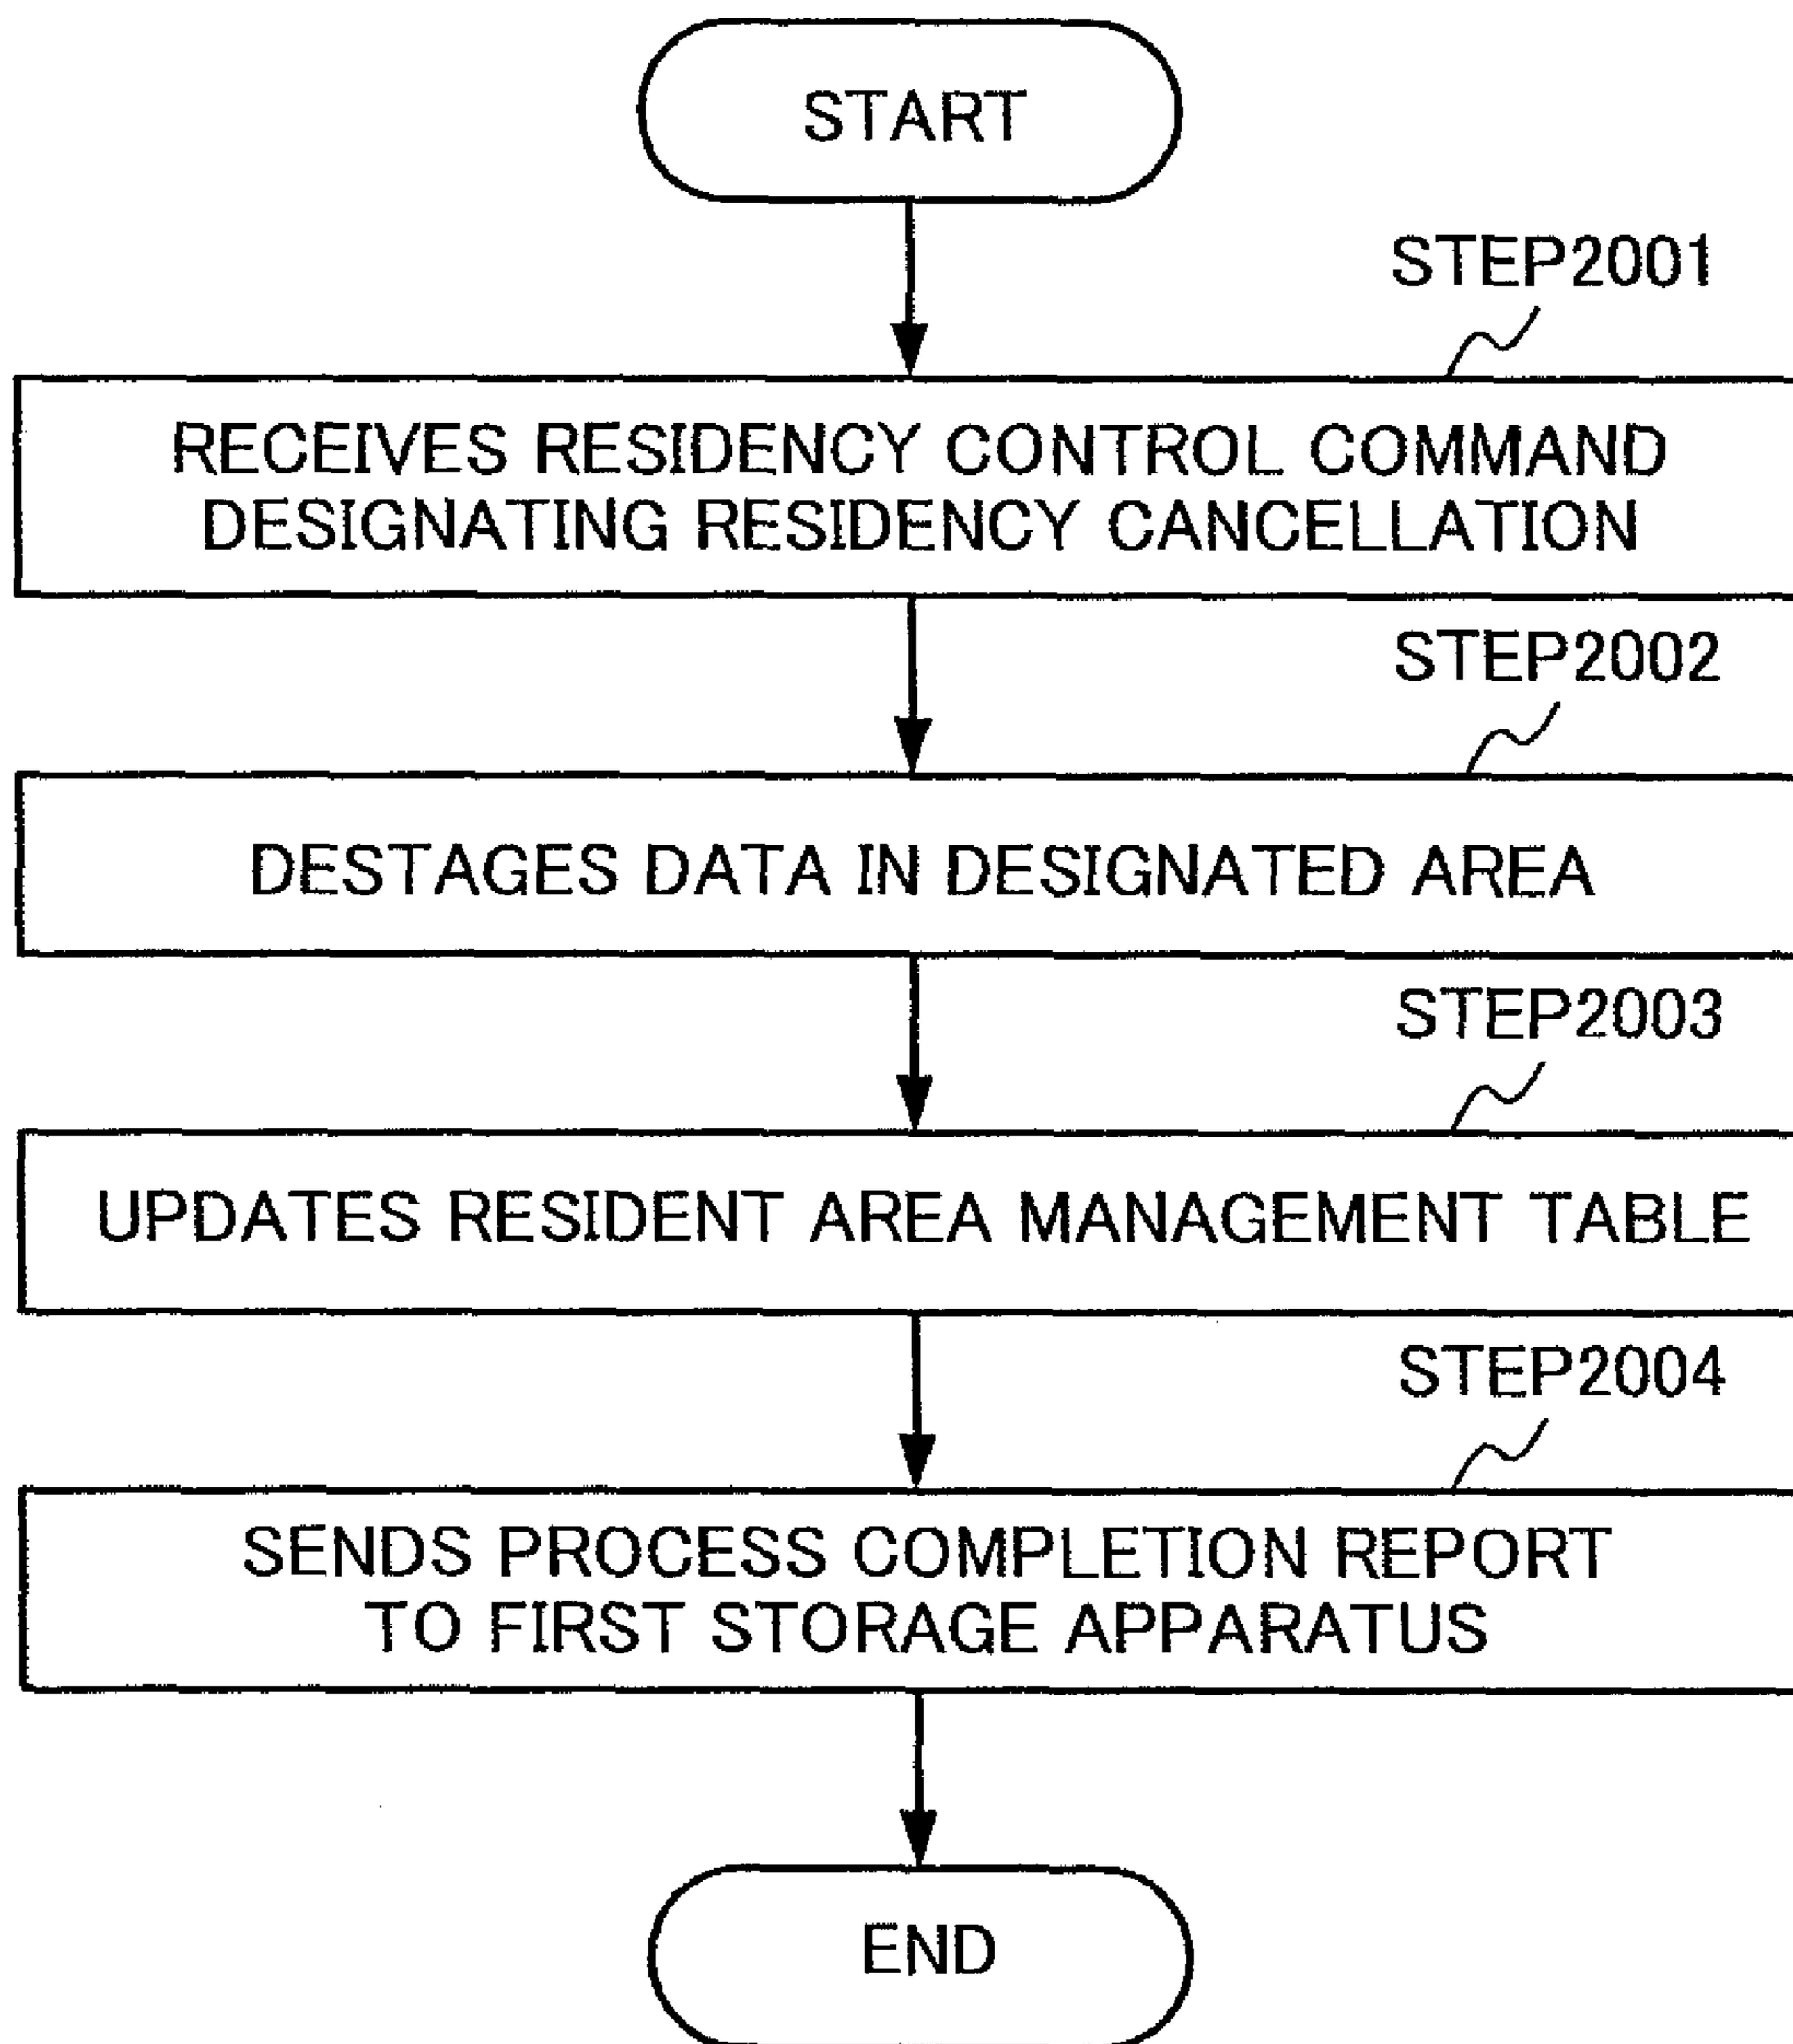 START
STEP2001
RECEIVES RESIDENCY CONTROL COMMAND
DESIGNATING RESIDENCY CANCELLATION
STEP2002
DESTAGES DATA IN DESIGNATED AREA
STEP2003
UPDATES RESIDENT AREA MANAGEMENT TABLE
STEP2004
SENDS PROCESS COMPLETION REPORT
TO FIRST STORAGE APPARATUS
END